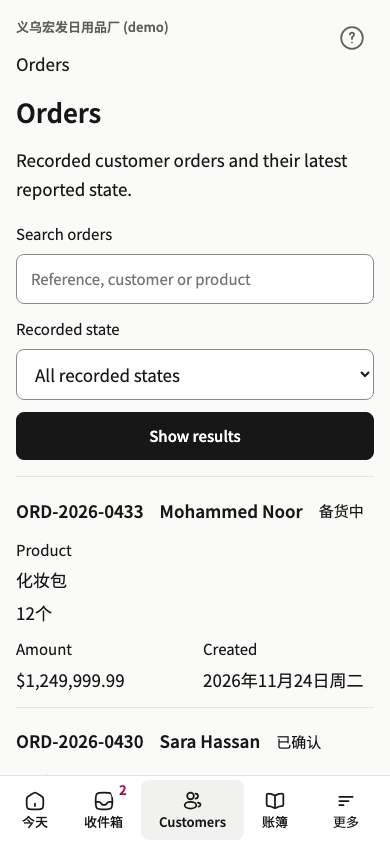 义乌宏发日用品厂 (demo)
Orders
Orders
Recorded customer orders and their latest
reported state.
Search orders
Reference, customer or product
Recorded state
All recorded states
Show results
ORD-2026-0433 Mohammed Noor 备货中
Product
化妆包
12个
Amount Created
$1,249,999.99 2026年11月24日周二
ORD-2026-0430 Sara Hassan 已确认
今天 收件箱 2 Customers 账簿 更多